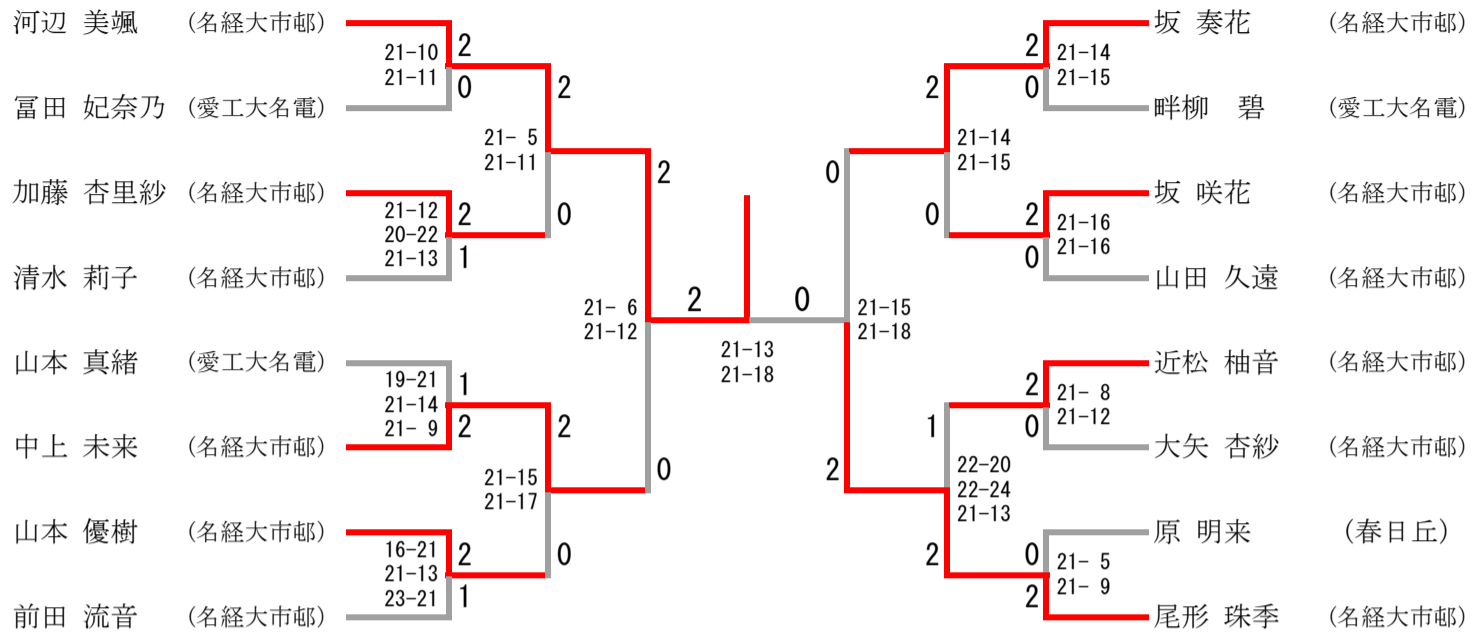 河辺 美颯 (名経大市邨)
21-10 2
21-11 0
冨田 妃奈乃 (愛工大名電)
2
21- 5
21-11
0
加藤 杏里紗 (名経大市邨)
21-12 2
20-22
21-13 1
清水 莉子 (名経大市邨)
2
21- 6
21-12
0
山本 真緒 (愛工大名電)
19-21 1
21-14
21- 9 2
中上 未来 (名経大市邨)
2
21-15
21-17
0
山本 優樹 (名経大市邨)
16-21 2
21-13
23-21 1
前田 流音 (名経大市邨)
2 0
21-13
21-18
坂 奏花 (名経大市邨)
2 21-14
0 21-15
畔柳 碧 (愛工大名電)
2
21-14
21-15
0
坂 咲花 (名経大市邨)
2 21-16
21-16
0
山田 久遠 (名経大市邨)
0
21-15
21-18
2
近松 柚音 (名経大市邨)
2 21- 8
21-12
0
大矢 杏紗 (名経大市邨)
1
22-20
22-24
21-13
2
原 明来 (春日丘)
0 21- 5
21- 9
2
尾形 珠季 (名経大市邨)